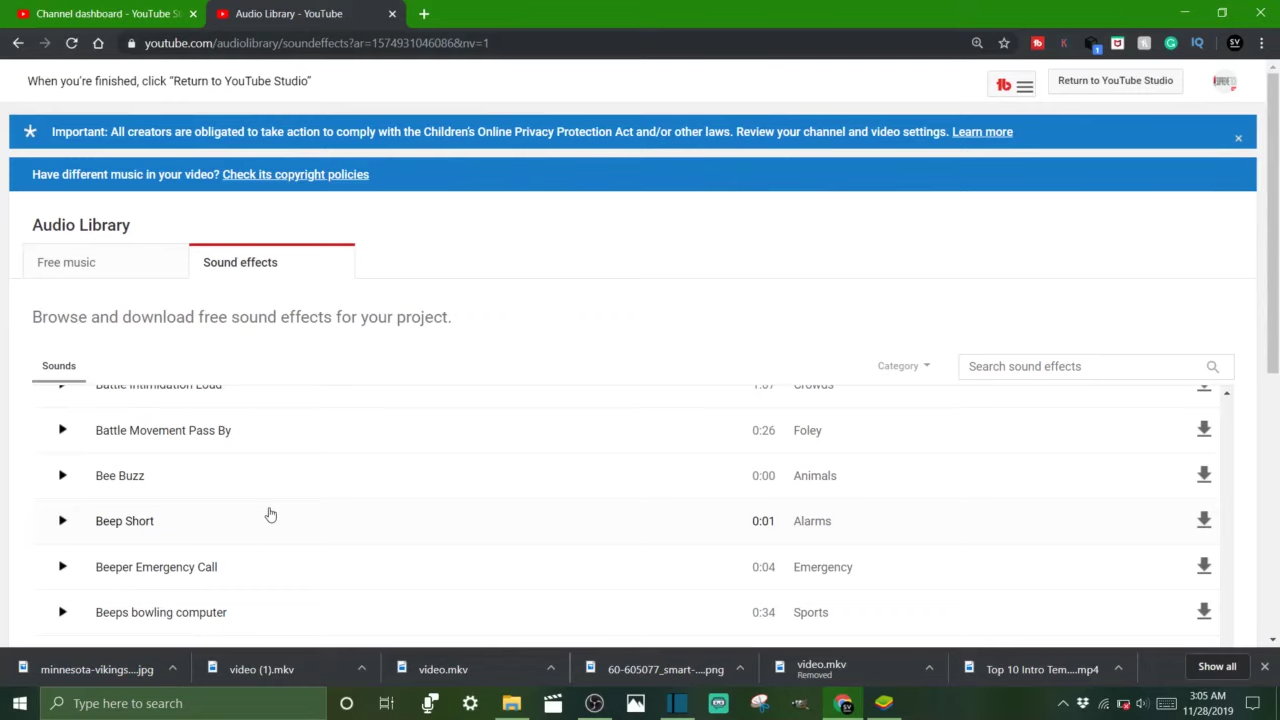 Channel dashboard - YouTube St
Audio Library - YouTube
youtube.com/audiolibrary/soundeffects?ar=1574931046086&nv=1
When you're finished, click “Return to YouTube Studio”
Return to YouTube Studio
Important: All creators are obligated to take action to comply with the Children's Online Privacy Protection Act and/or other laws. Review your channel and video settings. Learn more
Have different music in your video? Check its copyright policies
Audio Library
Free music
Sound effects
Browse and download free sound effects for your project.
Sounds
Category
Search sound effects
Battle Intimidation Loud 1:07 Crowds
Battle Movement Pass By 0:26 Foley
Bee Buzz 0:00 Animals
Beep Short 0:01 Alarms
Beeper Emergency Call 0:04 Emergency
Beeps bowling computer 0:34 Sports
minnesota-vikings....jpg
video (1).mkv
video.mkv
60-605077_smart-....png
video.mkv
Removed
Top 10 Intro Tem....mp4
Show all
Type here to search
3:05 AM
11/28/2019